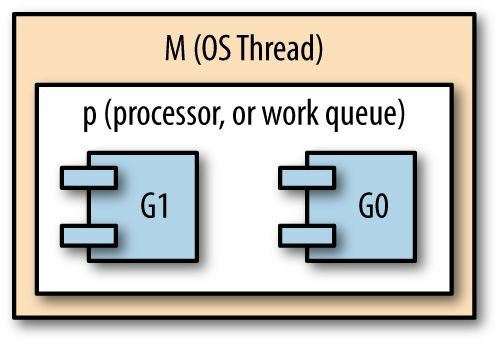 M (OS Thread)
p (processor, or work queue)
G1
G0